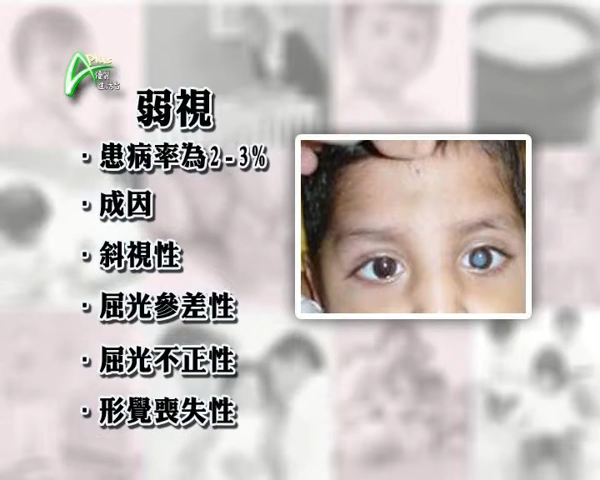 A Plus
弱視
·患病率為2-3%
·成因
·斜視性
·屈光參差性
·屈光不正性
·形覺喪失性